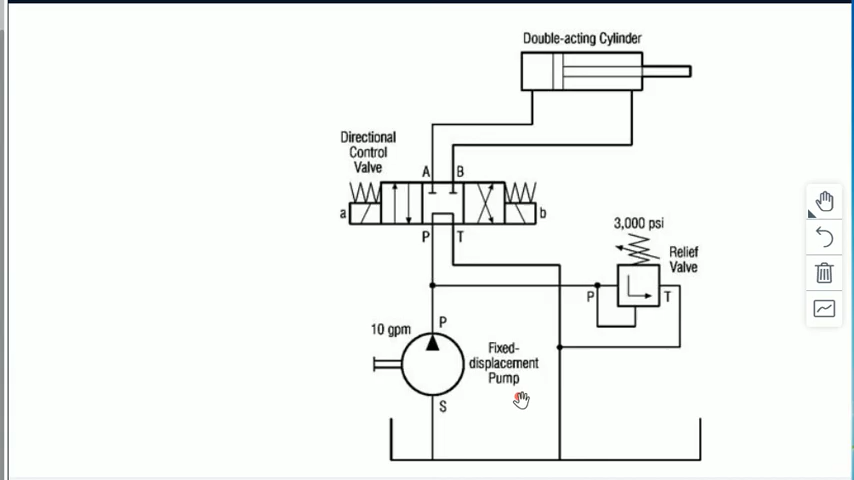 Double-acting Cylinder
Directional
Control
Valve
A B
a
b
P T
3,000 psi
Relief
Valve
P
T
10 gpm
P
Fixed-
displacement
Pump
S